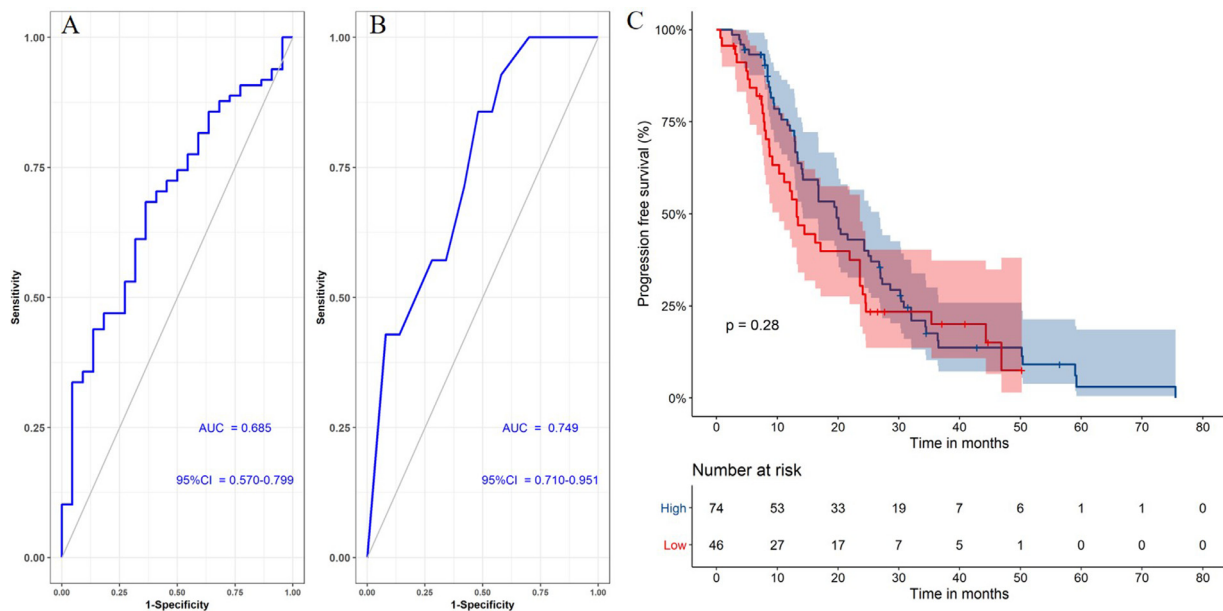 A
1.00
0.75
0.50
0.25
0.00
Sensitivity
AUC = 0.685
95%CI = 0.570-0.799
0.00 0.25 0.50 0.75 1.00
1-Specificity
B
1.00
0.75
0.50
0.25
0.00
Sensitivity
AUC = 0.749
95%CI = 0.710-0.951
0.00 0.25 0.50 0.75 1.00
1-Specificity
C
100%
75%
50%
25%
0%
Progression free survival (%)
p = 0.28
0 10 20 30 40 50 60 70 80
Time in months
Number at risk
High 74 53 33 19 7 6 1 1 0
Low 46 27 17 7 5 1 0 0 0
0 10 20 30 40 50 60 70 80
Time in months